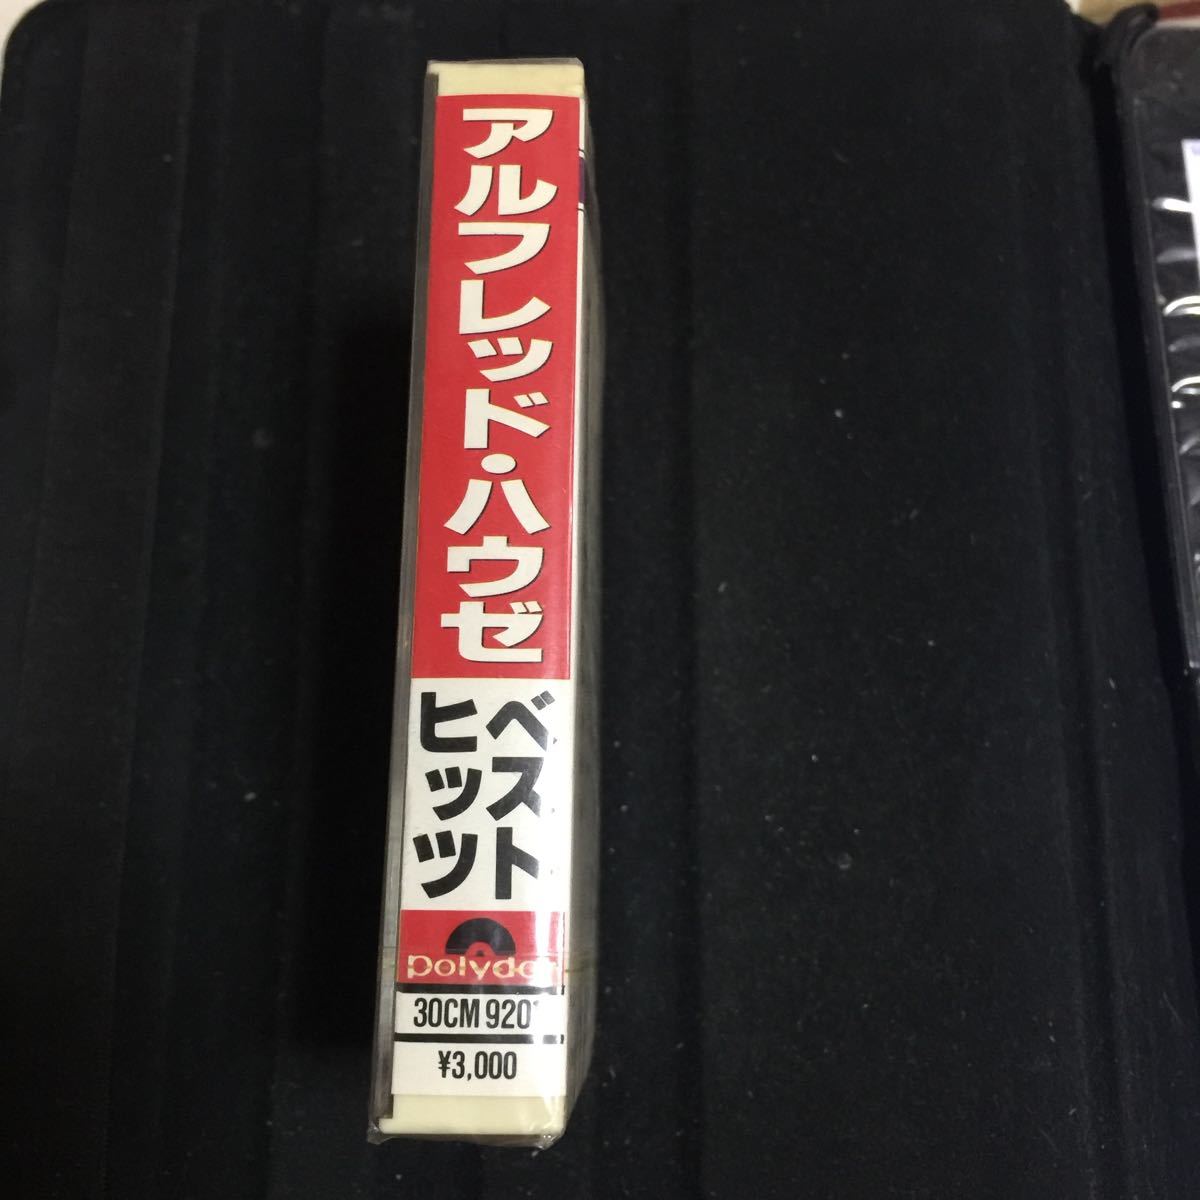 アルフレッド・ハウゼ
ベスト
ヒッツ
polydor
30CM 920
¥3,000